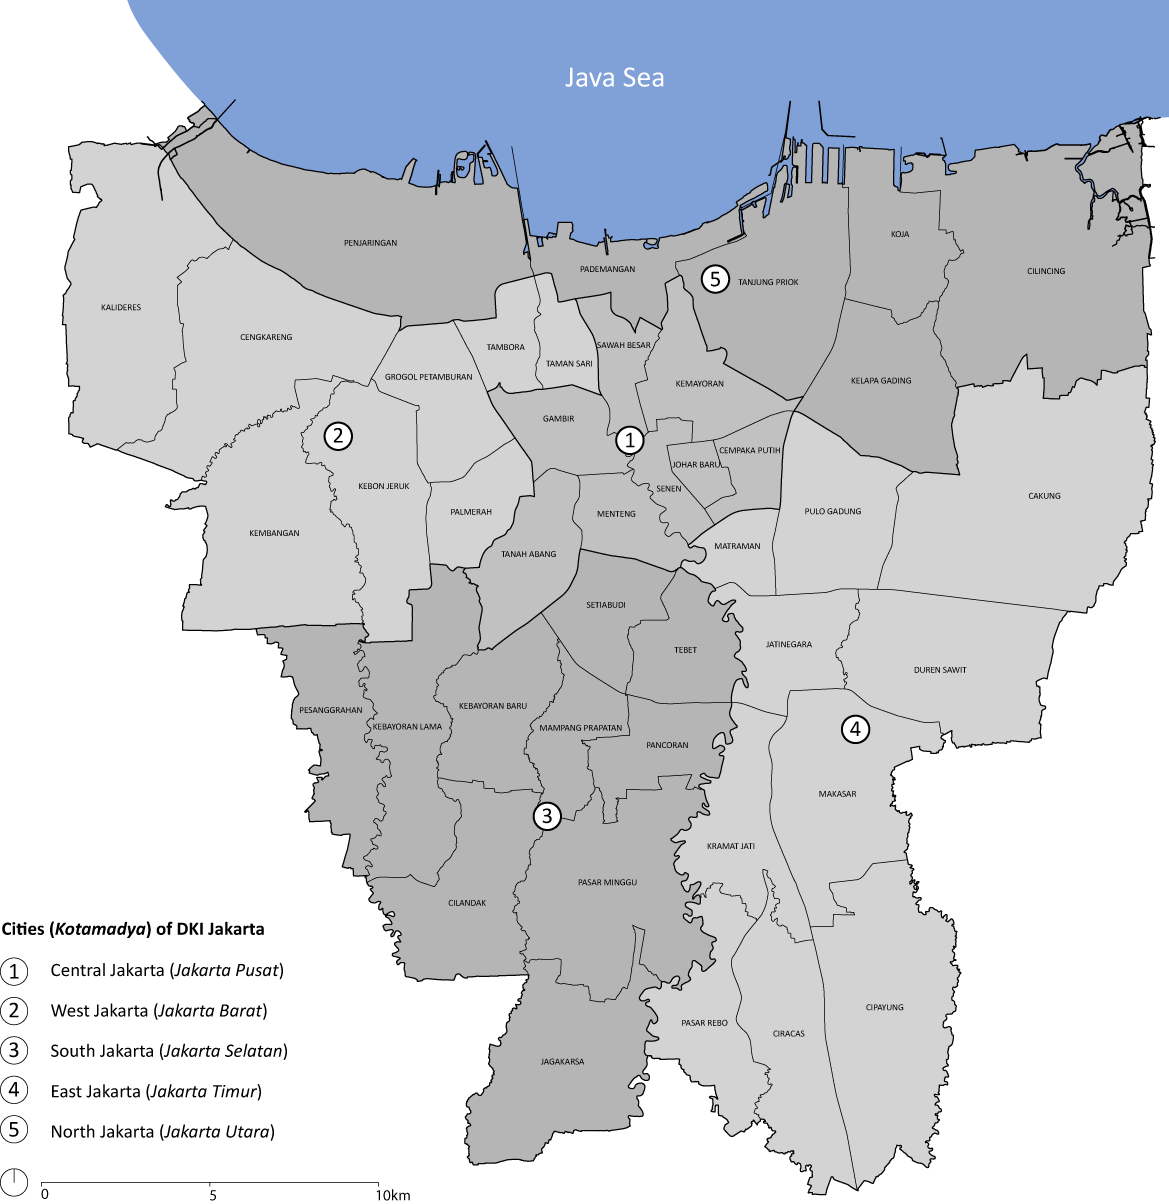 Java Sea
PENJARINGAN
KOJA
PADEMANGAN
CILINCING
5
TANJUNG PRIOK
KALIDERES
CENGKARENG
TAMBORA
SAWAH BESAR
TAMAN SARI
GROGOL PETAMBURAN
KEMAYORAN
KELAPA GADING
GAMBIR
2
1
CEMPAKA PUTIH
JOHAR BARU
KEBON JERUK
SENEN
CAKUNG
PALMERAH
MENTENG
PULO GADUNG
KEMBANGAN
TANAH ABANG
MATRAMAN
SETIABUDI
JATINEGARA
TEBET
DUREN SAWIT
PESANGGRAHAN
KEBAYORAN BARU
KEBAYORAN LAMA
MAMPANG PRAPATAN
4
PANCORAN
MAKASAR
3
KRAMAT JATI
PASAR MINGGU
CILANDAK
CIPAYUNG
PASAR REBO
CIRACAS
JAGAKARSA
Cities (Kotamadya) of DKI Jakarta
1 Central Jakarta (Jakarta Pusat)
2 West Jakarta (Jakarta Barat)
3 South Jakarta (Jakarta Selatan)
4 East Jakarta (Jakarta Timur)
5 North Jakarta (Jakarta Utara)
0 5 10km